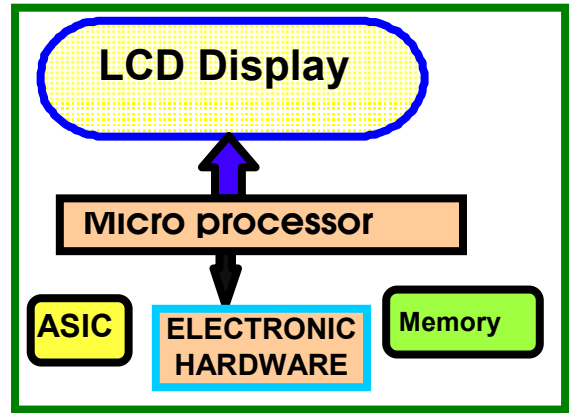 LCD Display
Micro processor
ASIC
ELECTRONIC
HARDWARE
Memory